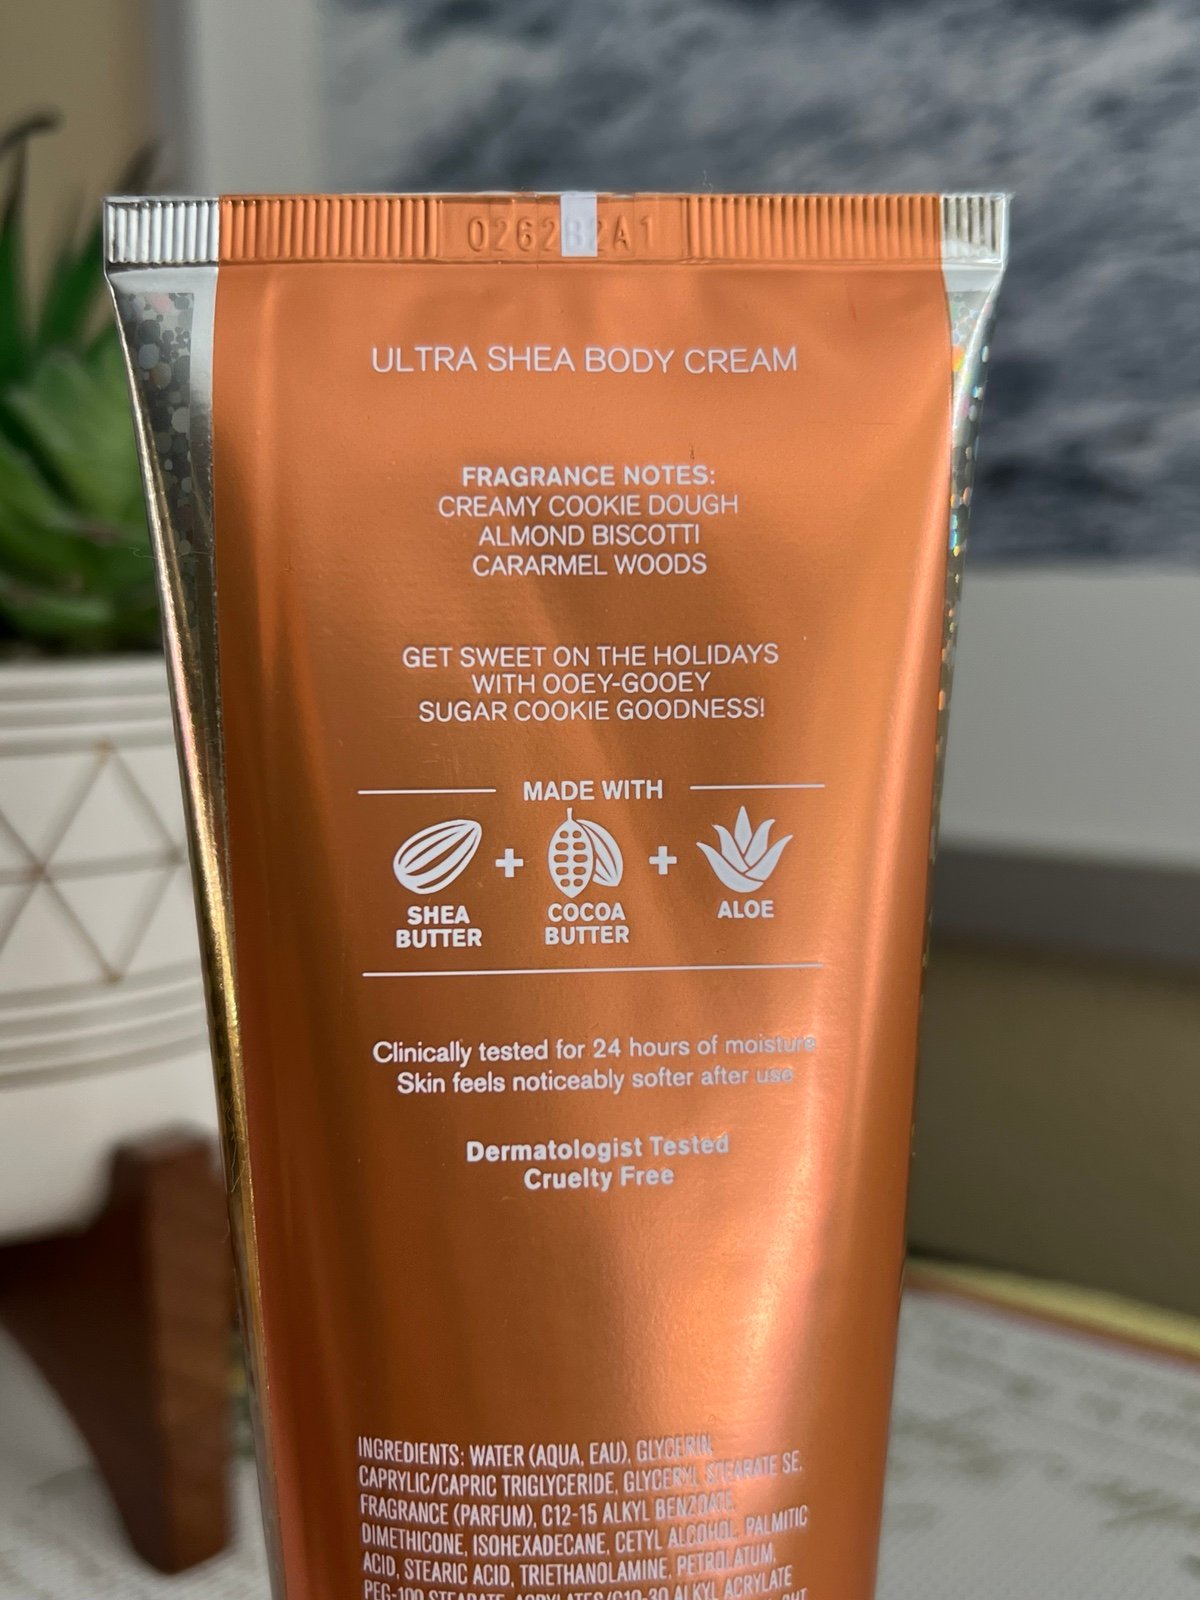 0262B2A1
ULTRA SHEA BODY CREAM
FRAGRANCE NOTES:
CREAMY COOKIE DOUGH
ALMOND BISCOTTI
CARARMEL WOODS
GET SWEET ON THE HOLIDAYS
WITH OOEY-GOOEY
SUGAR COOKIE GOODNESS!
MADE WITH
SHEA BUTTER + COCOA BUTTER + ALOE
Clinically tested for 24 hours of moisture
Skin feels noticeably softer after use
Dermatologist Tested
Cruelty Free
INGREDIENTS: WATER (AQUA, EAU), GLYCERIN,
CAPRYLIC/CAPRIC TRIGLYCERIDE, GLYCERYL STEARATE SE,
FRAGRANCE (PARFUM), C12-15 ALKYL BENZOATE,
DIMETHICONE, ISOHEXADECANE, CETYL ALCOHOL, PALMITIC
ACID, STEARIC ACID, TRIETHANOLAMINE, PETROLATUM,
PEG-100 STEARATE, ACRYLATES/C10-30 ALKYL ACRYLATE